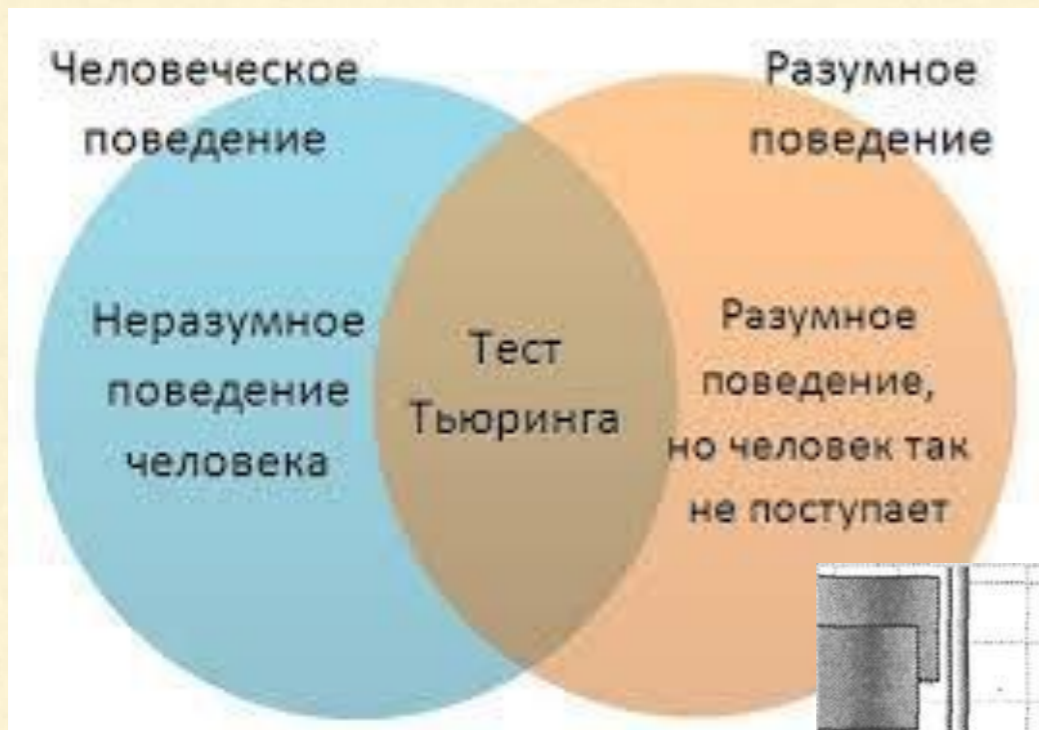 Человеческое
поведение
Разумное
поведение
Неразумное
поведение
человека
Тест
Тьюринга
Разумное
поведение,
но человек так
не поступает